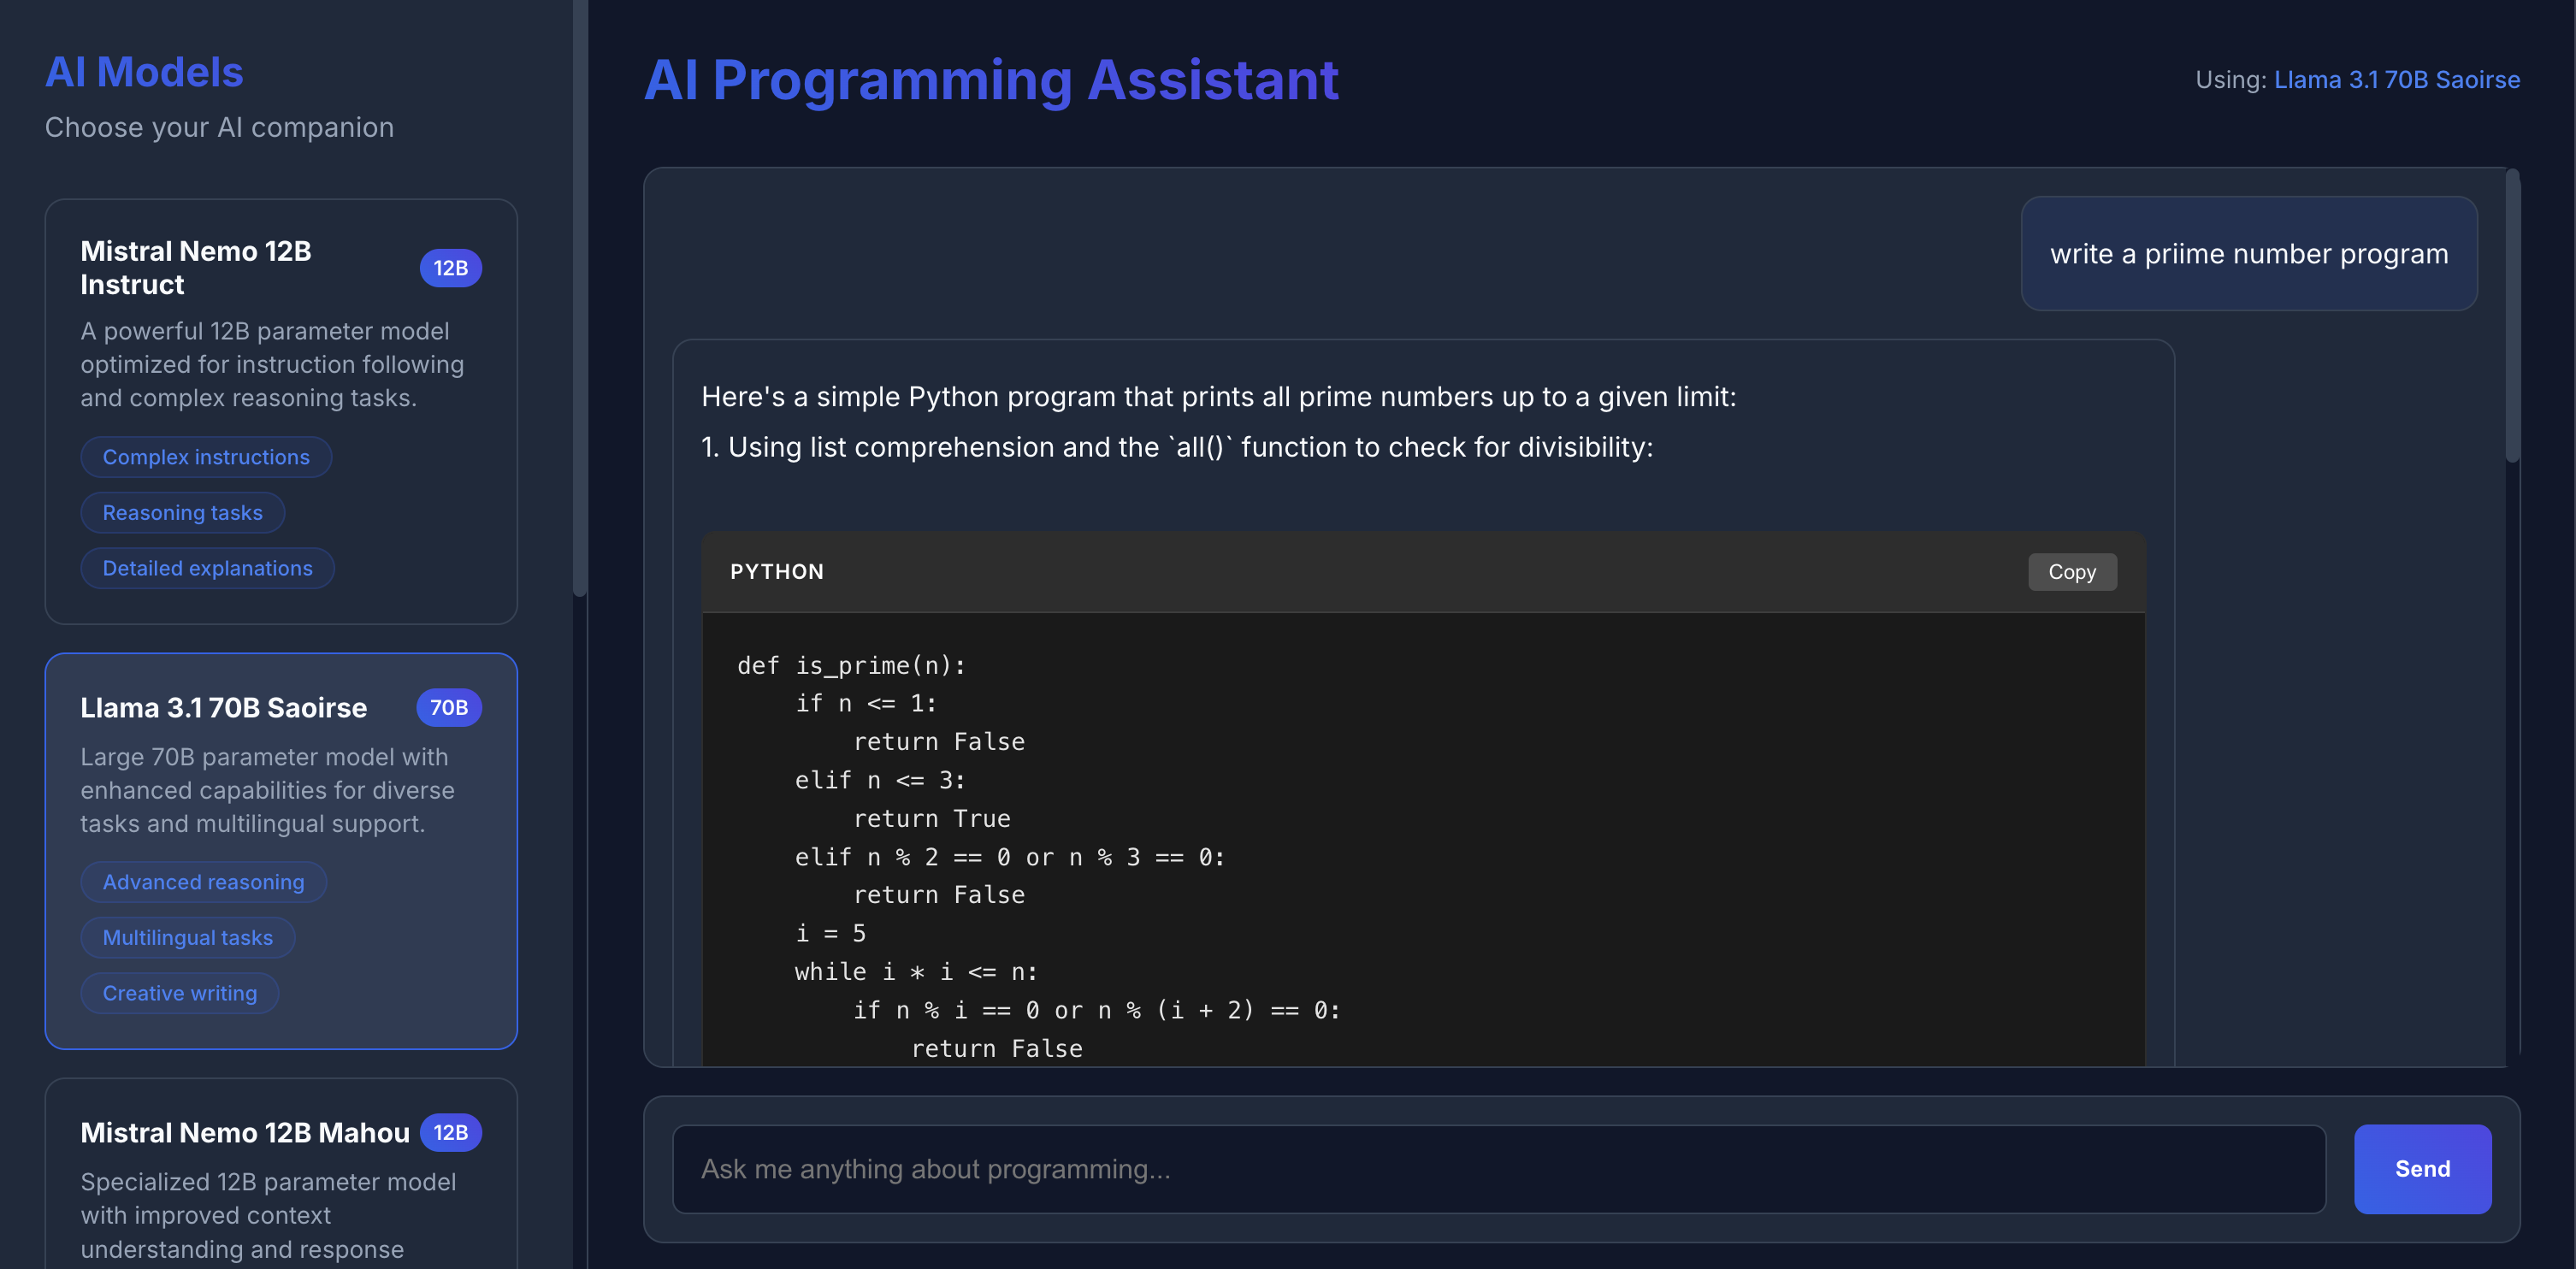 AI Models
Choose your AI companion
Mistral Nemo 12B
Instruct
12B
A powerful 12B parameter model
optimized for instruction following
and complex reasoning tasks.
Complex instructions
Reasoning tasks
Detailed explanations
Llama 3.1 70B Saoirse
70B
Large 70B parameter model with
enhanced capabilities for diverse
tasks and multilingual support.
Advanced reasoning
Multilingual tasks
Creative writing
Mistral Nemo 12B Mahou
12B
Specialized 12B parameter model
with improved context
understanding and response
AI Programming Assistant
Using: Llama 3.1 70B Saoirse
write a priime number program
Here's a simple Python program that prints all prime numbers up to a given limit:
1. Using list comprehension and the `all()` function to check for divisibility:
PYTHON
Copy
def is_prime(n):
    if n <= 1:
        return False
    elif n <= 3:
        return True
    elif n % 2 == 0 or n % 3 == 0:
        return False
    i = 5
    while i * i <= n:
        if n % i == 0 or n % (i + 2) == 0:
            return False
Ask me anything about programming...
Send